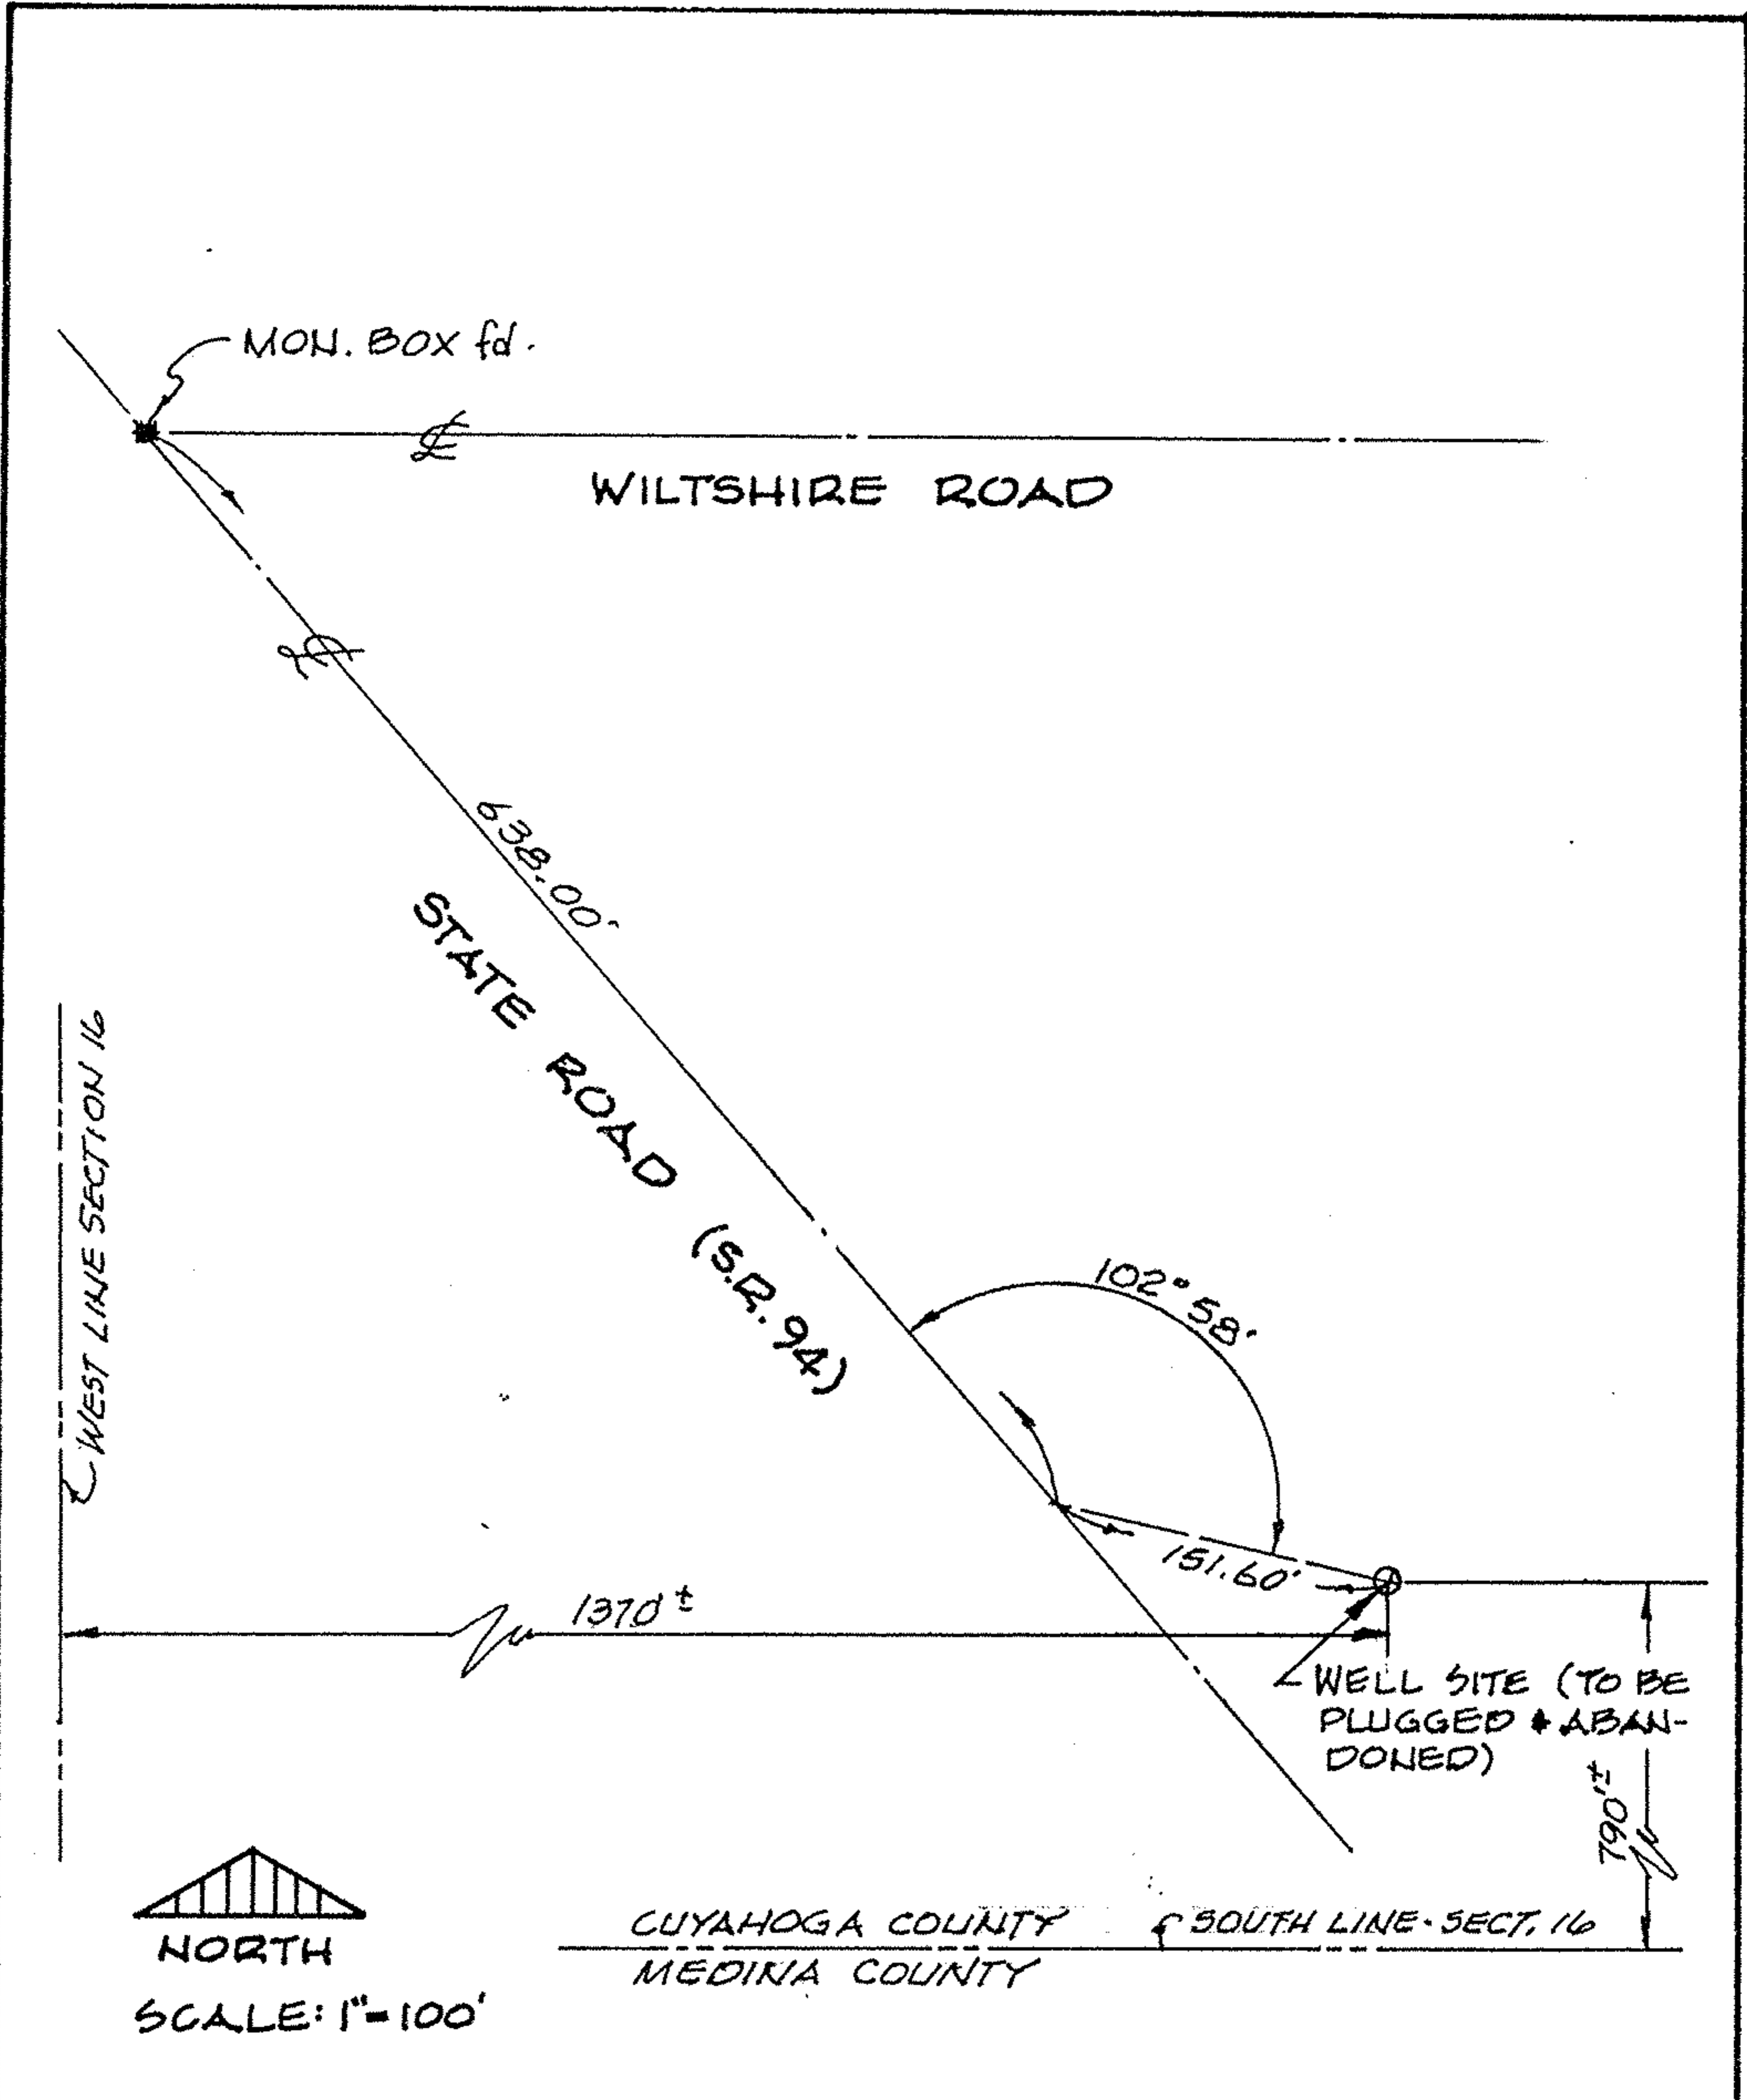 MON. BOX fd.
℄
WILTSHIRE ROAD
℄
638.00'
STATE ROAD (S.R. 94)
WEST LINE SECTION 16
102° 58'
151.60'
1370' ±
WELL SITE (TO BE
PLUGGED & ABAN-
DONED)
790' ±
NORTH
SCALE: 1"=100'
CUYAHOGA COUNTY
SOUTH LINE - SECT. 16
MEDINA COUNTY